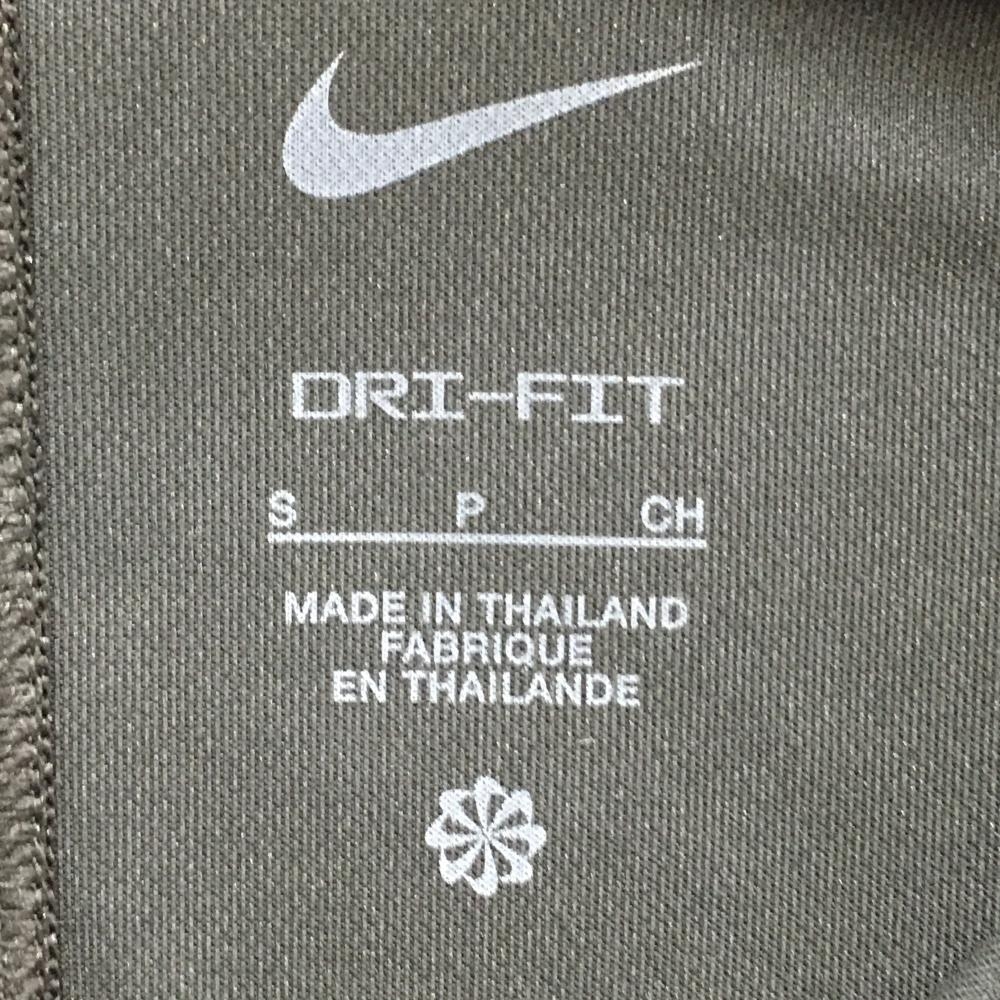 DRI-FIT
S P CH
MADE IN THAILAND
FABRIQUE
EN THAILANDE